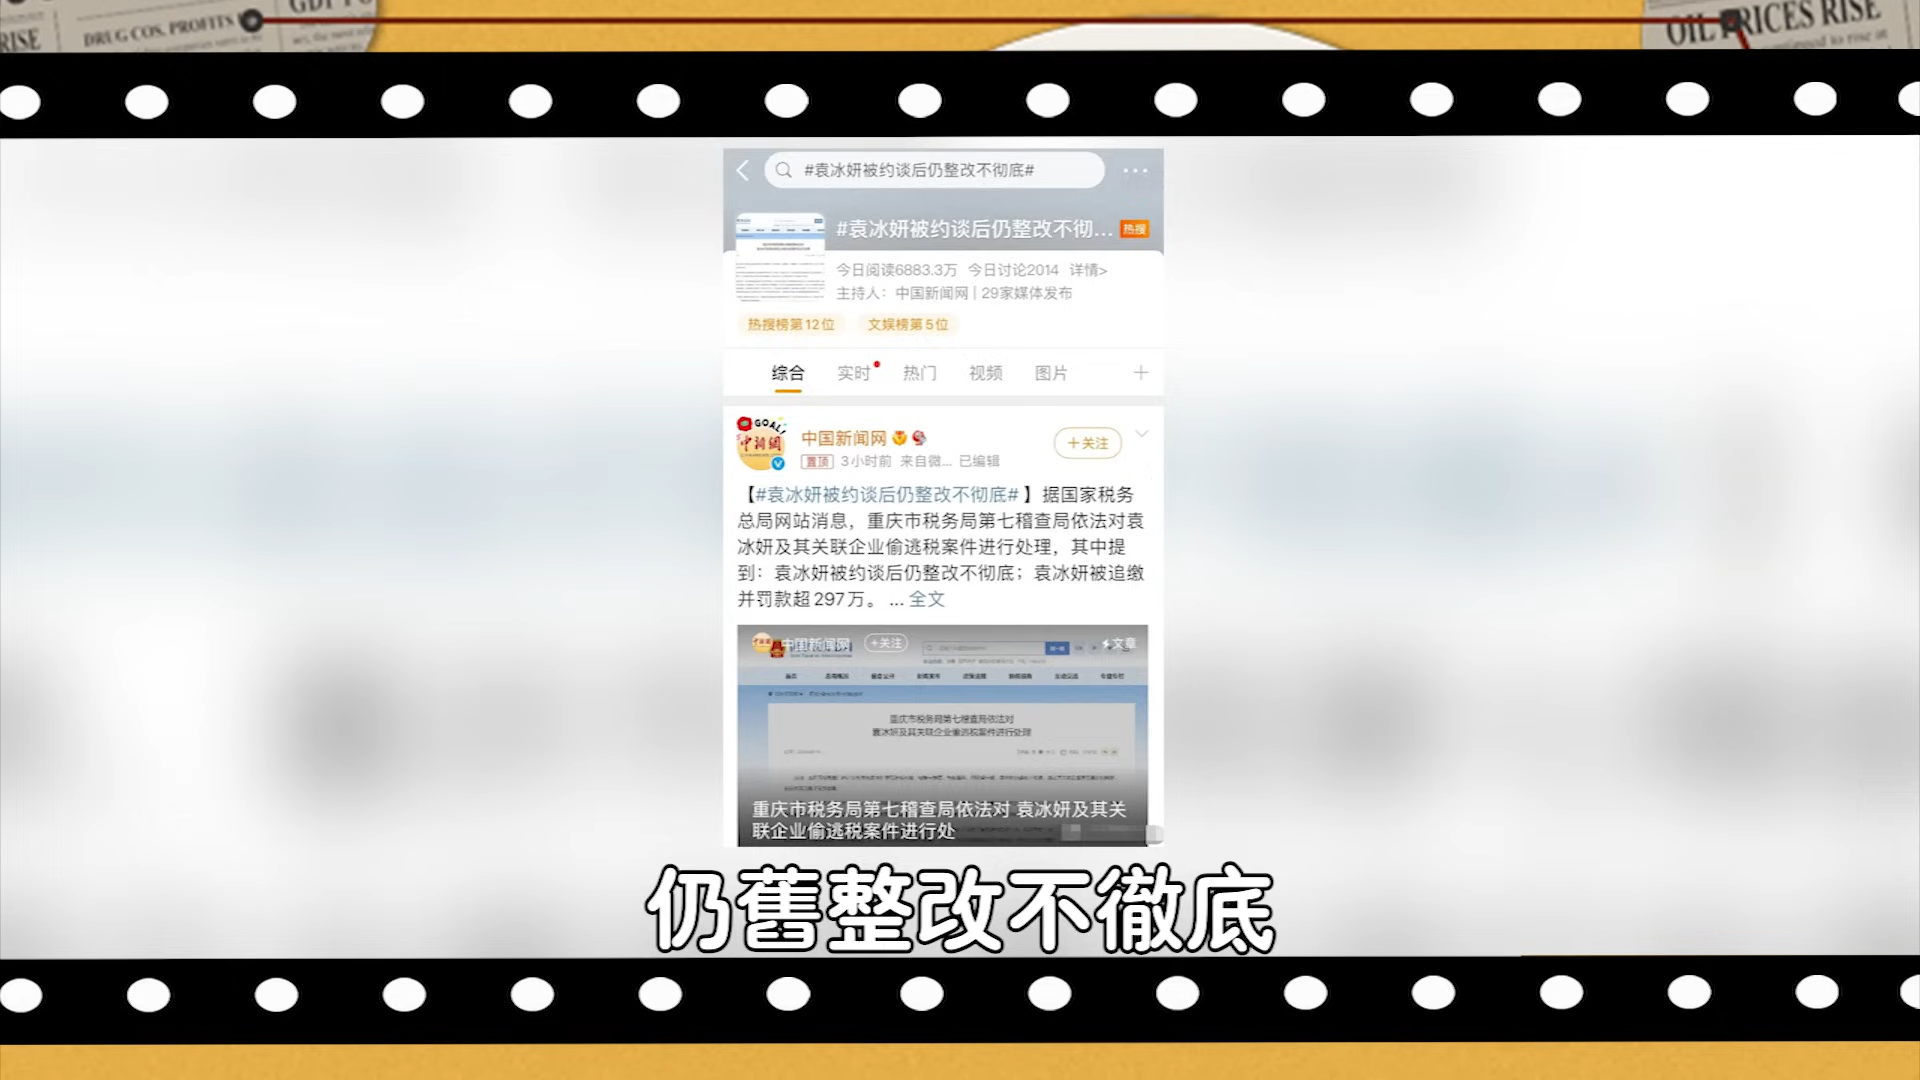 RISE
DRUG COS. PROFITS
OIL PRICES RISE
#袁冰妍被约谈后仍整改不彻底#
#袁冰妍被约谈后仍整改不彻...
热搜
今日阅读6883.3万 今日讨论2014 详情>
主持人：中国新闻网 | 29家媒体发布
热搜榜第12位 文娱榜第5位
综合 实时 热门 视频 图片
GOAL!
中国新闻网
+关注
置顶 3小时前 来自微... 已编辑
【#袁冰妍被约谈后仍整改不彻底#】据国家税务
总局网站消息，重庆市税务局第七稽查局依法对袁
冰妍及其关联企业偷逃税案件进行处理，其中提
到：袁冰妍被约谈后仍整改不彻底；袁冰妍被追缴
并罚款超297万。 ... 全文
中国新闻网 +关注
文章
重庆市税务局第七稽查局依法对
袁冰妍及其关联企业偷逃税案件进行处理
重庆市税务局第七稽查局依法对 袁冰妍及其关
联企业偷逃税案件进行处
仍舊整改不徹底